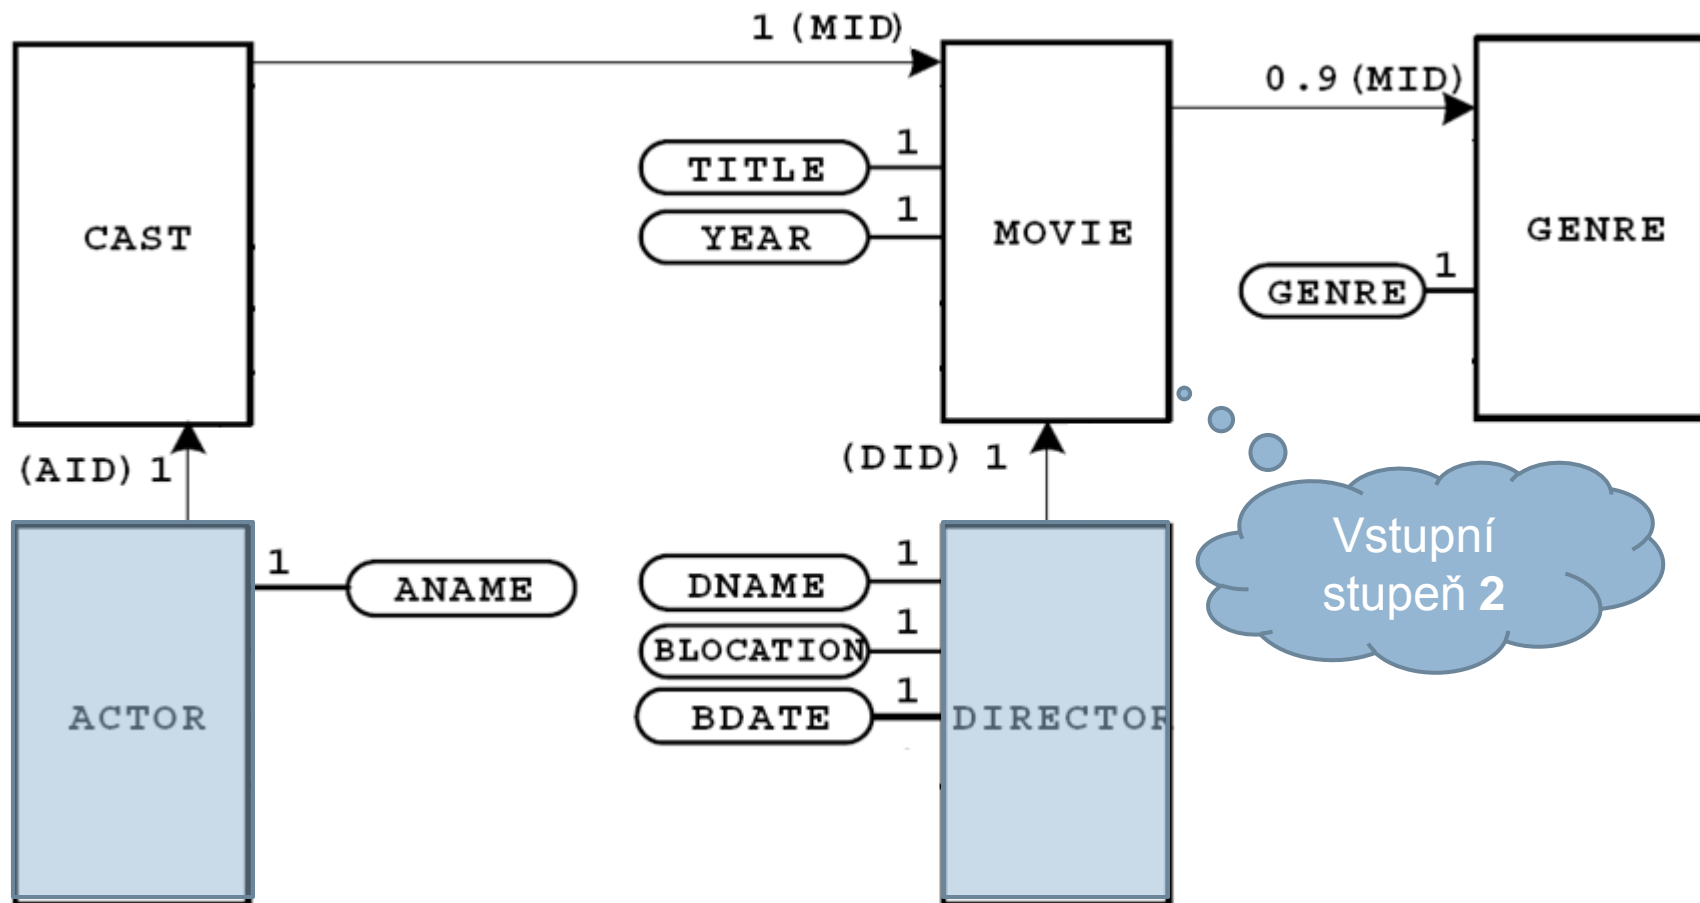 1 (MID)
0.9 (MID)
TITLE 1
YEAR 1
CAST
MOVIE
GENRE
GENRE 1
(AID) 1
(DID) 1
Vstupní
stupeň 2
1 ANAME
DNAME 1
BLOCATION 1
BDATE 1
ACTOR
DIRECTOR